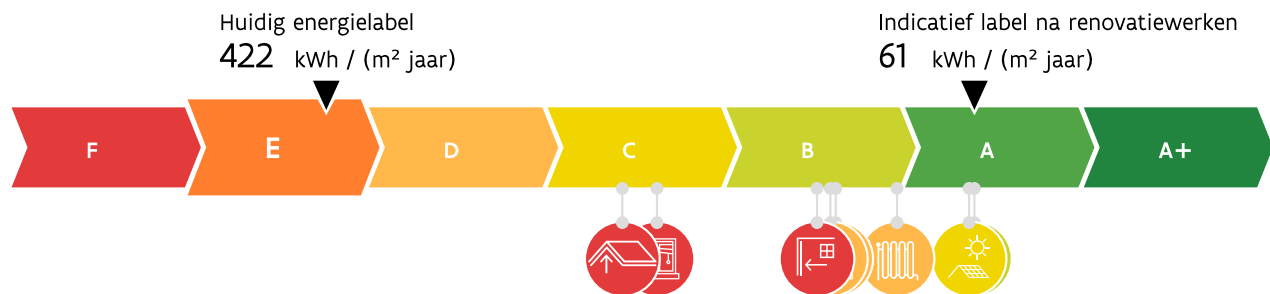 Huidig energielabel
422 kWh / (m² jaar)
Indicatief label na renovatiewerken
61 kWh / (m² jaar)
F
E
D
C
B
A
A+